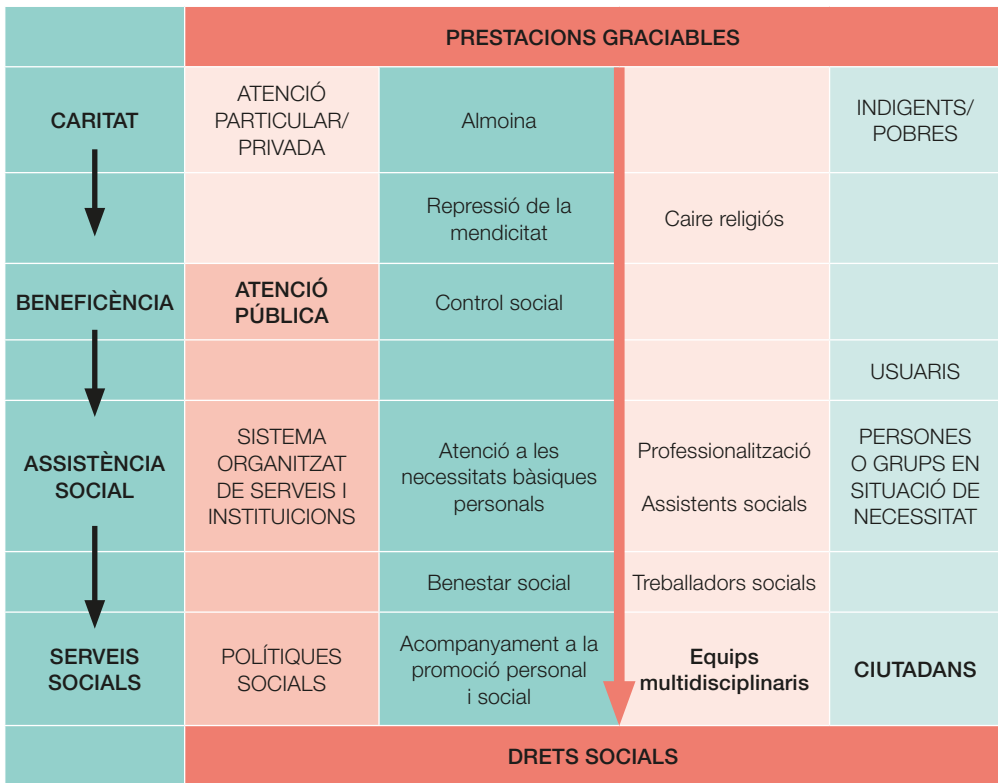 PRESTACIONS GRACIABLES
CARITAT
ATENCIÓ
PARTICULAR/
PRIVADA
Almoina
INDIGENTS/
POBRES
Repressió de la
mendicitat
Caire religiós
BENEFICÈNCIA
ATENCIÓ
PÚBLICA
Control social
USUARIS
ASSISTÈNCIA
SOCIAL
SISTEMA
ORGANITZAT
DE SERVEIS I
INSTITUICIONS
Atenció a les
necessitats bàsiques
personals
Professionalització
Assistents socials
PERSONES
O GRUPS EN
SITUACIÓ DE
NECESSITAT
Benestar social
Treballadors socials
SERVEIS
SOCIALS
POLÍTIQUES
SOCIALS
Acompanyament a la
promoció personal
i social
Equips
multidisciplinaris
CIUTADANS
DRETS SOCIALS